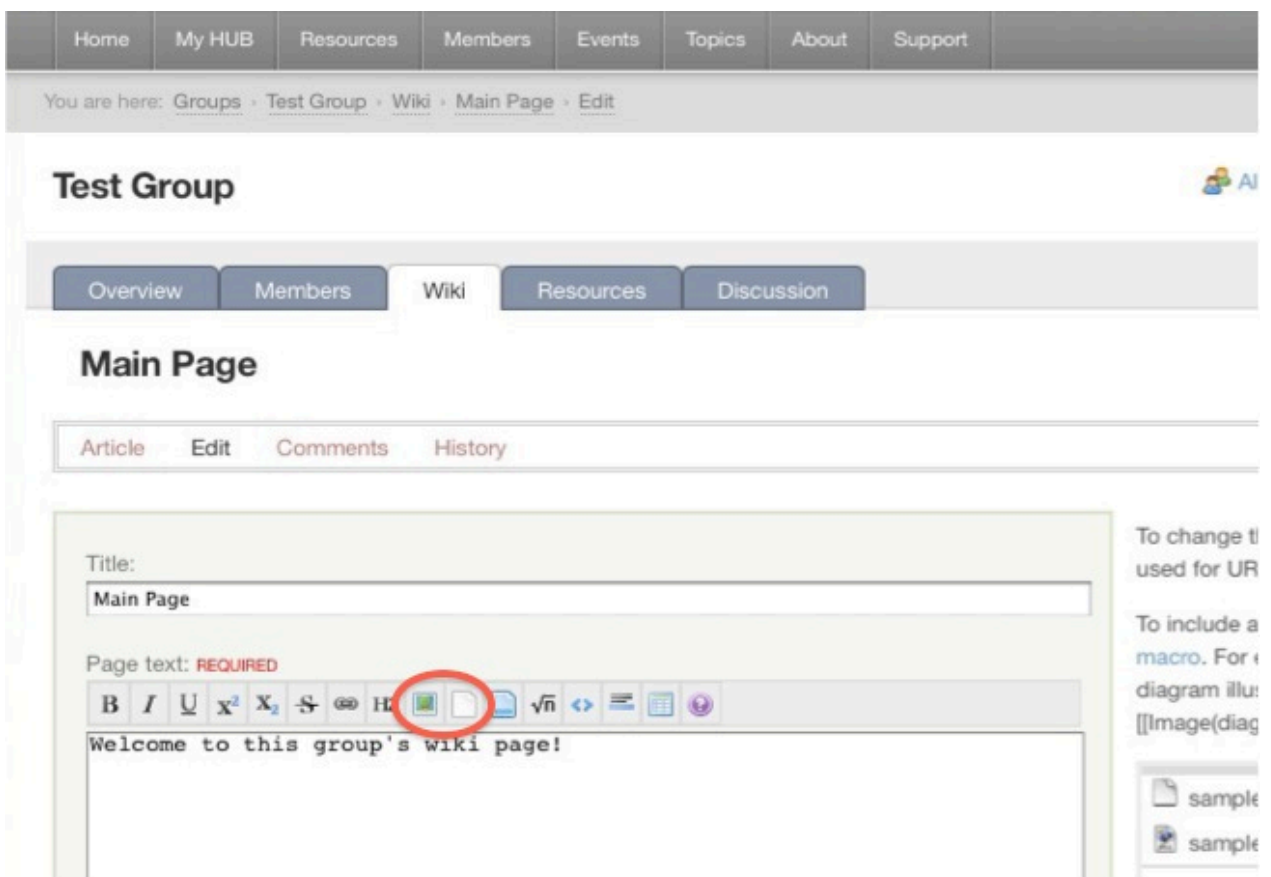 Home My HUB Resources Members Events Topics About Support
You are here: Groups › Test Group › Wiki › Main Page › Edit
Test Group
Overview Members Wiki Resources Discussion
Main Page
Article Edit Comments History
Title:
Main Page
Page text: REQUIRED
B I U x² X₂ S √n <>
Welcome to this group's wiki page!
To change
used for
To include a
macro. For
diagram
[[Image(diag
sample
sample